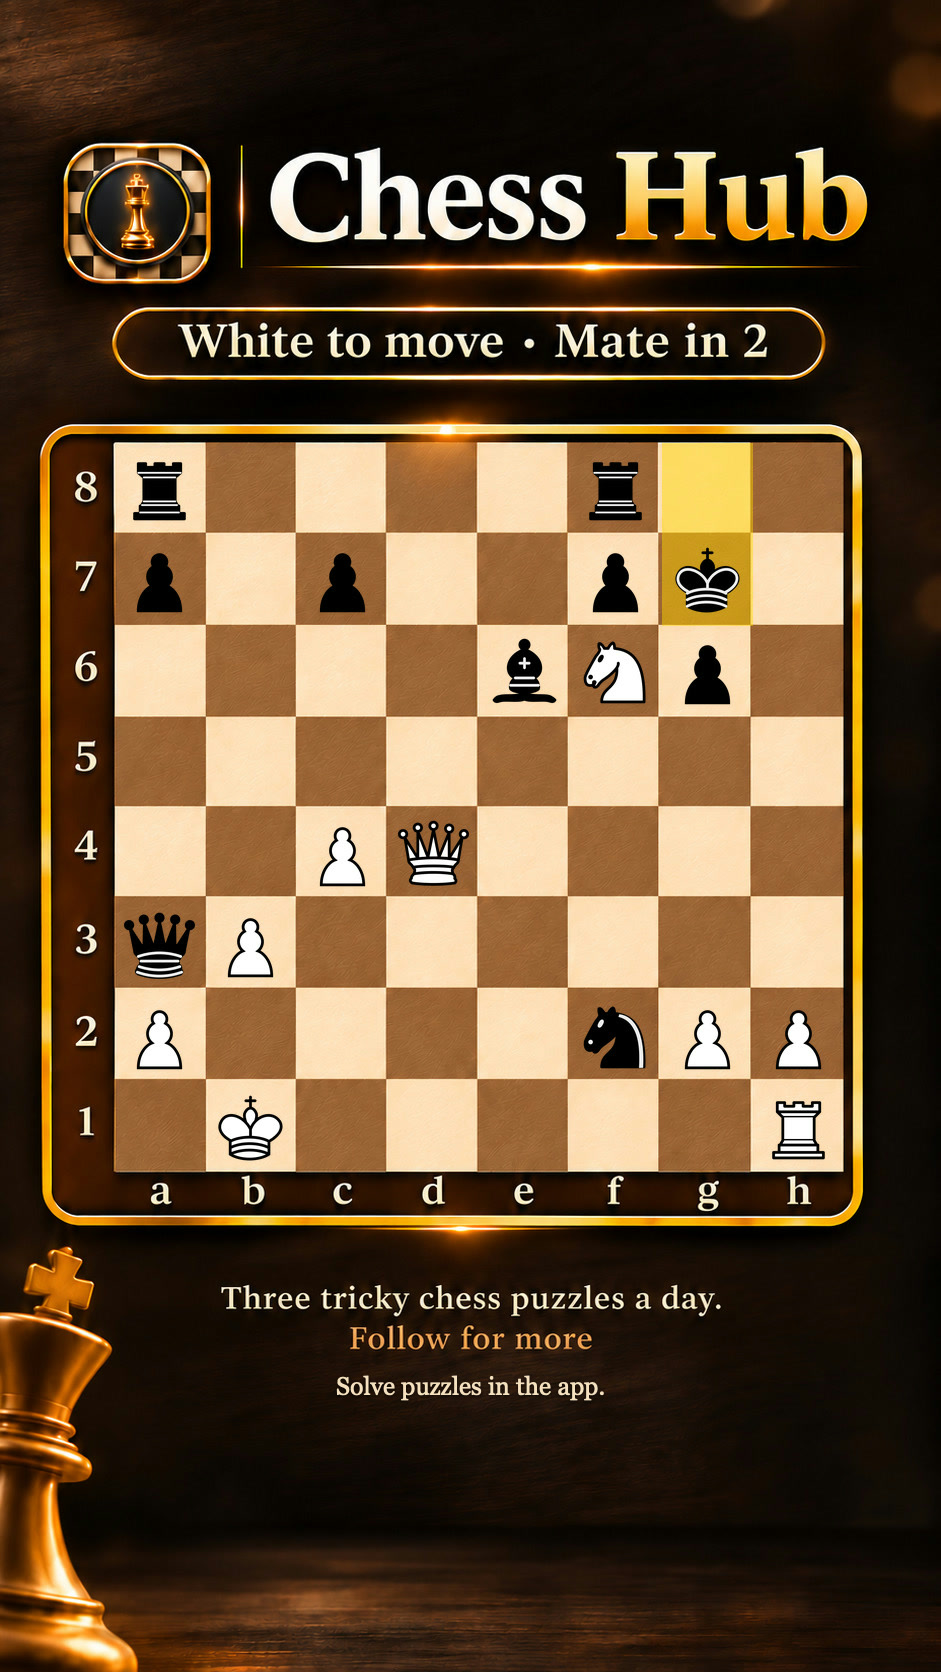 Chess Hub
White to move • Mate in 2
8
7
6
5
4
3
2
1
a b c d e f g h
Three tricky chess puzzles a day.
Follow for more
Solve puzzles in the app.